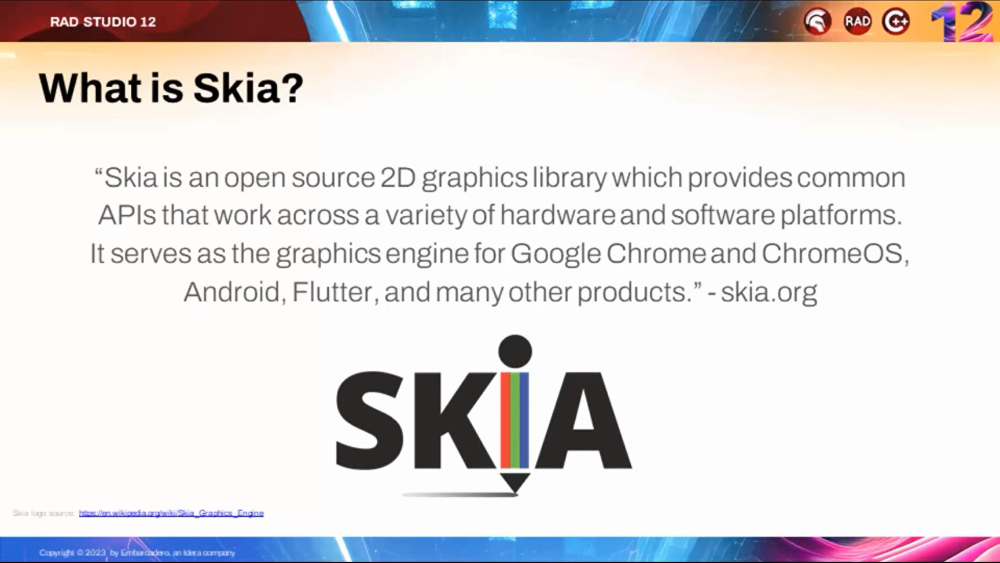 RAD STUDIO 12
RAD
C++
12
What is Skia?
“Skia is an open source 2D graphics library which provides common
APIs that work across a variety of hardware and software platforms.
It serves as the graphics engine for Google Chrome and ChromeOS,
Android, Flutter, and many other products.” - skia.org
SKiA
Skia logo source: https://en.wikipedia.org/wiki/Skia_Graphics_Engine
Copyright © 2023 by Embarcadero, an Idera company